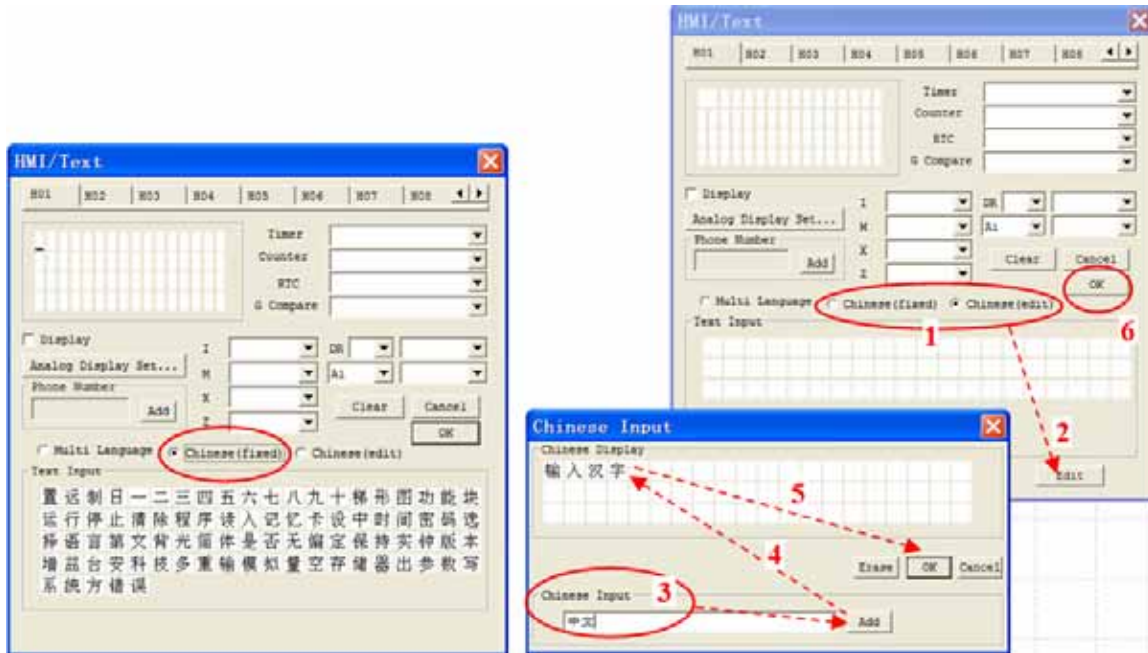 HMI/Text
H01 H02 H03 H04 H05 H06 H07 H08
Timer
Counter
RTC
G Compare
Display
Analog Display Set...
Phone Number
Add
I
M
X
Z
DR
Ai
Clear
Cancel
OK
Multi Language
Chinese(fixed)
Chinese(edit)
Text Input
置 远 制 日 一 二 三 四 五 六 七 八 九 十 梯 形 图 功 能 块
运 行 停 止 清 除 程 序 读 入 记 忆 卡 设 中 时 间 密 码 选
择 语 言 第 文 背 光 简 体 是 否 无 偏 定 保 持 实 钟 版 本
增 益 台 安 科 技 多 重 输 模 拟 量 空 存 储 器 出 参 数 写
系 统 方 错 误
HMI/Text
H01 H02 H03 H04 H05 H06 H07 H08
Timer
Counter
RTC
G Compare
Display
Analog Display Set...
Phone Number
Add
I
M
X
Z
DR
Ai
Clear
Cancel
OK
6
Multi Language
Chinese(fixed)
Chinese(edit)
1
Text Input
2
Edit
Chinese Input
Chinese Display
输 入 汉 字
5
4
Erase
OK
Cancel
Chinese Input
3
中文
Add